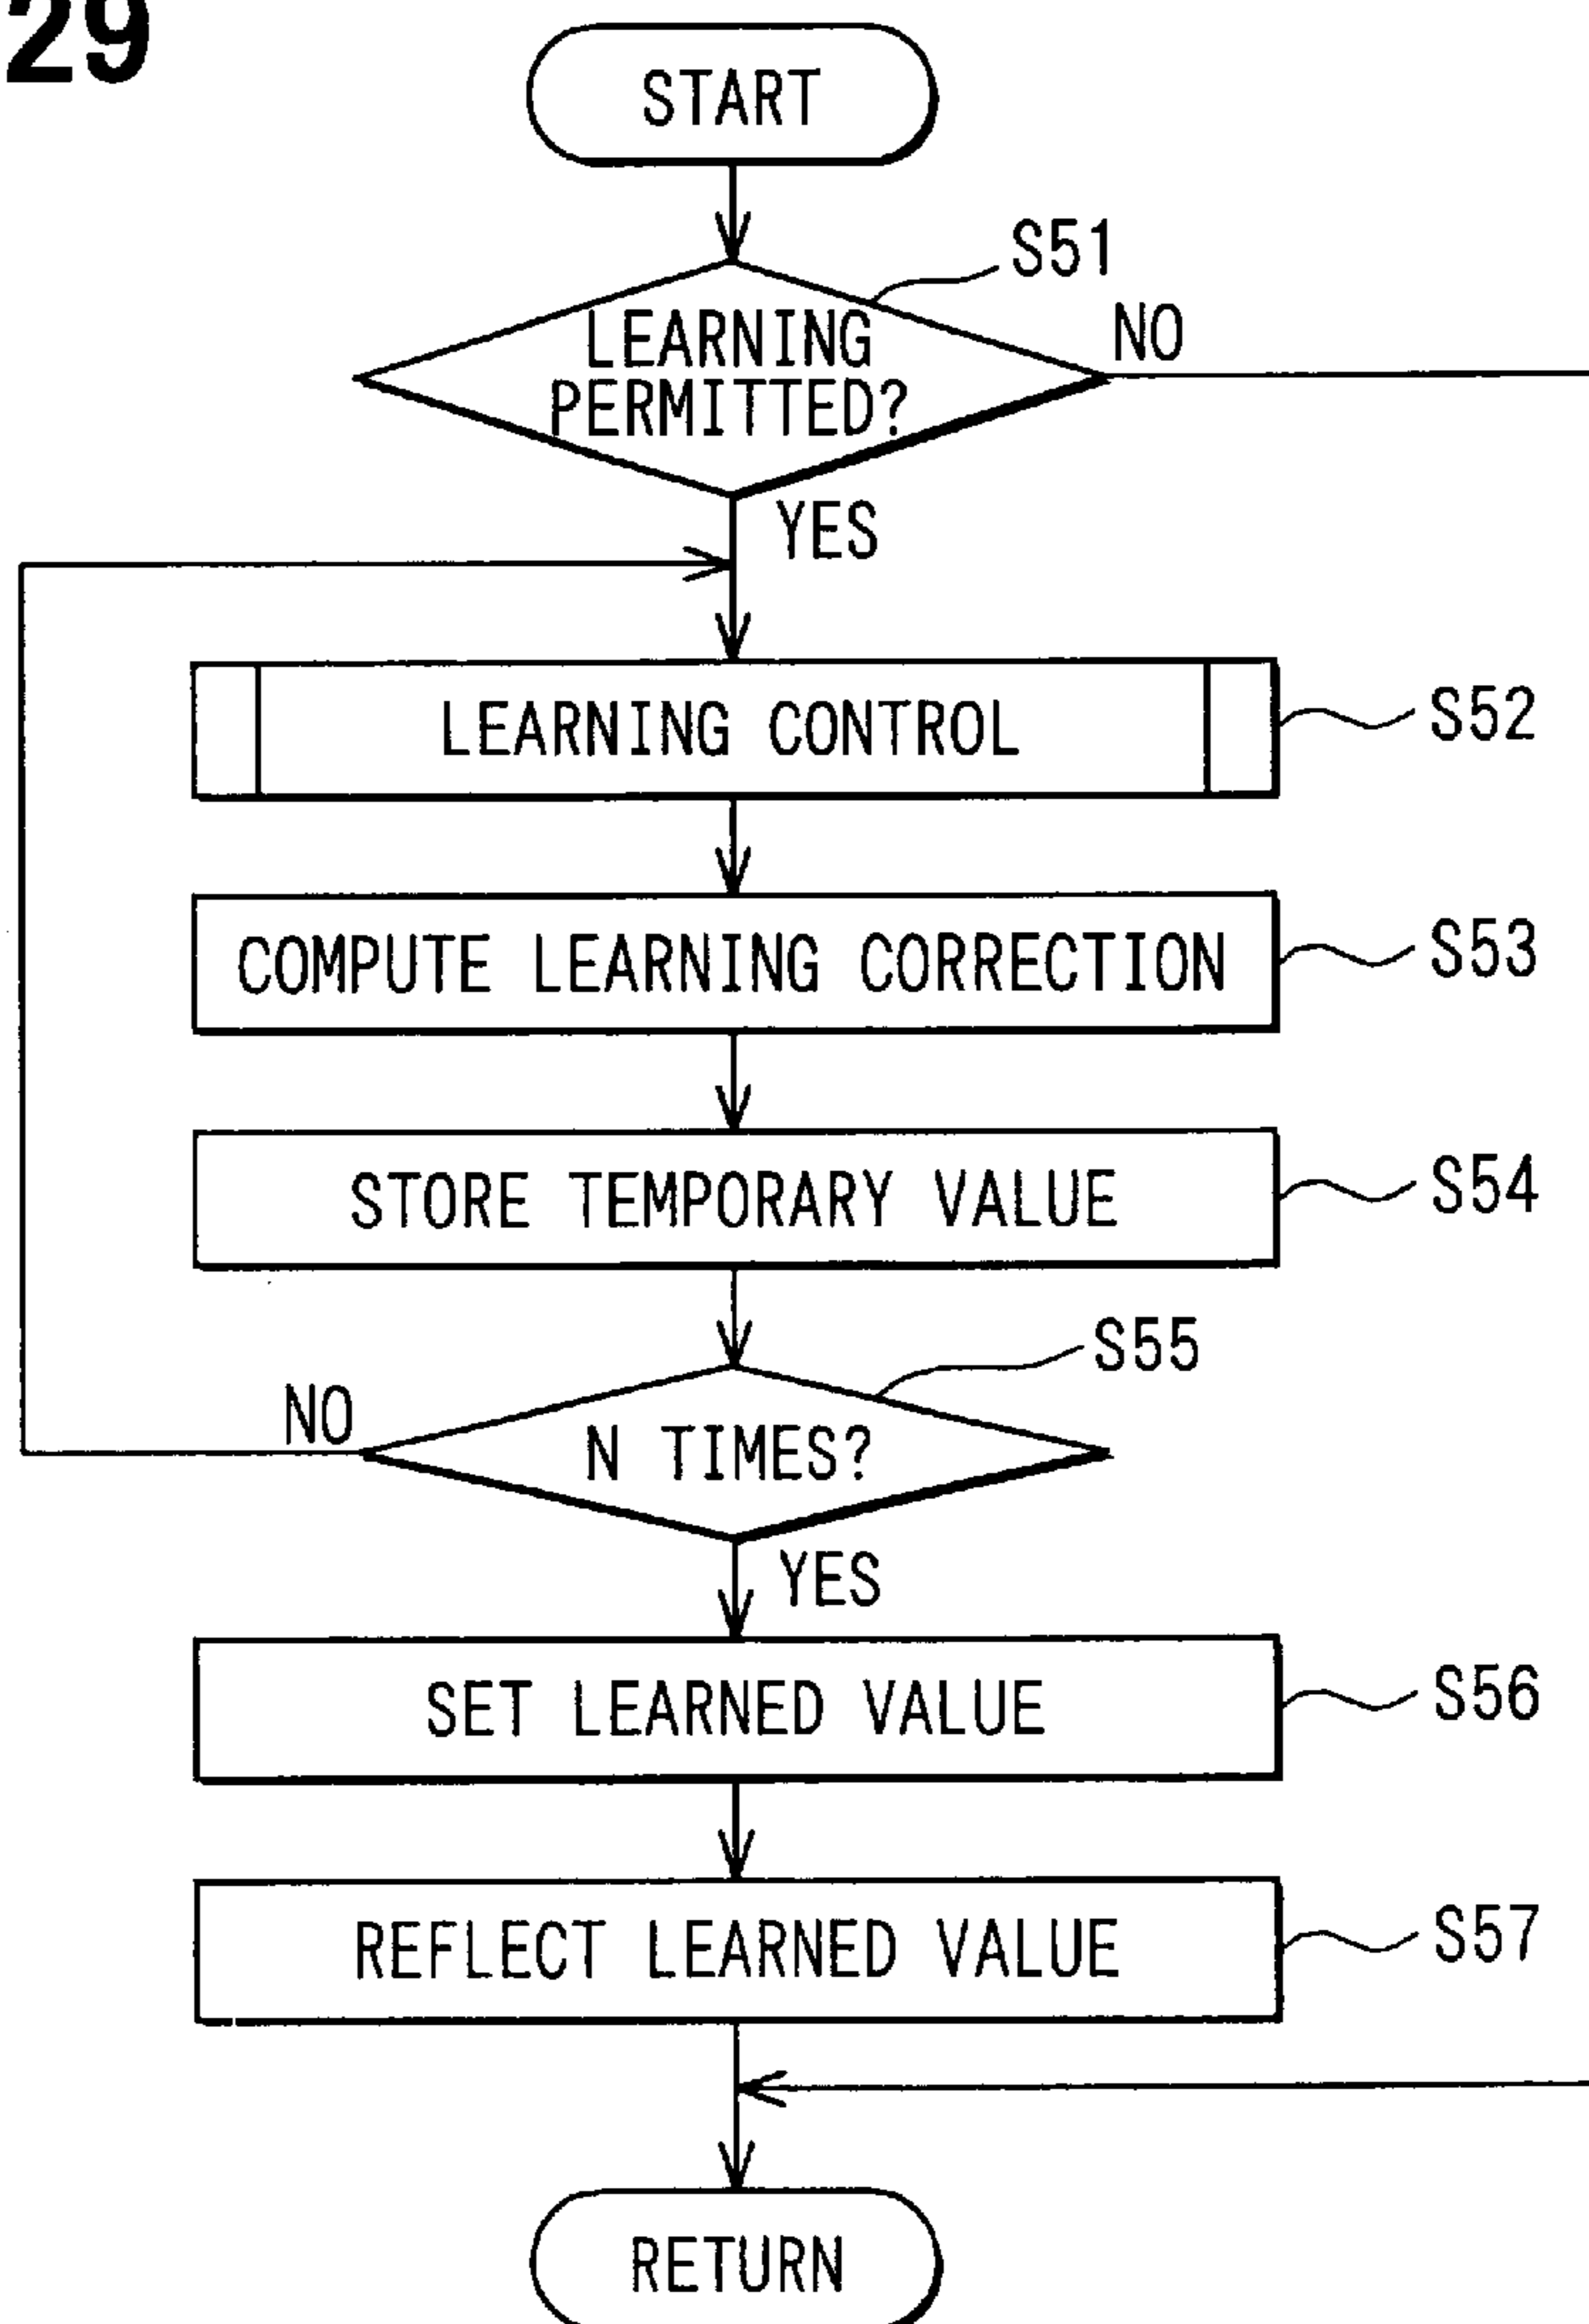 29
START
S51
LEARNING
PERMITTED?
NO
YES
LEARNING CONTROL
S52
COMPUTE LEARNING CORRECTION
S53
STORE TEMPORARY VALUE
S54
S55
NO
N TIMES?
YES
SET LEARNED VALUE
S56
REFLECT LEARNED VALUE
S57
RETURN